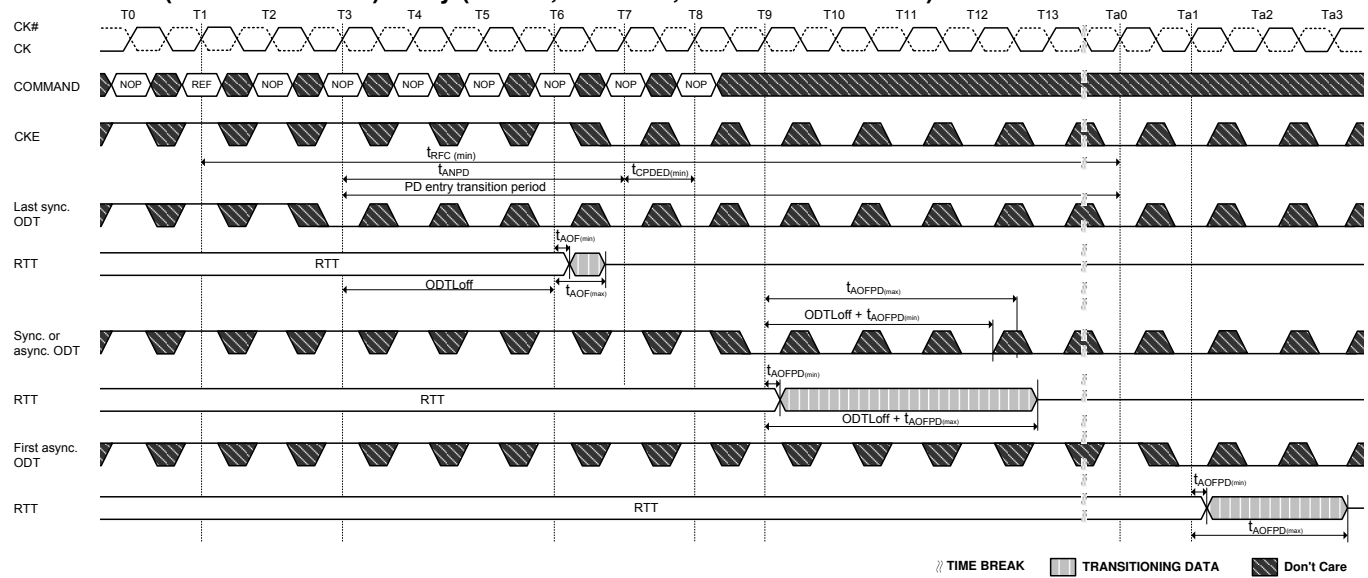 T0 T1 T2 T3 T4 T5 T6 T7 T8 T9 T10 T11 T12 T13 Ta0 Ta1 Ta2 Ta3
CK#
CK
COMMAND NOP REF NOP NOP NOP NOP NOP NOP NOP
CKE
tRFC (min)
tANPD tCPDED(min)
PD entry transition period
Last sync.
ODT
tAOF(min)
RTT RTT
ODTLoff tAOF(max)
tAOFPD(max)
ODTLoff + tAOFPD(min)
Sync. or
async. ODT
tAOFPD(min)
RTT RTT
ODTLoff + tAOFPD(max)
First async.
ODT
tAOFPD(min)
RTT RTT
tAOFPD(max)
TIME BREAK TRANSITIONING DATA Don't Care